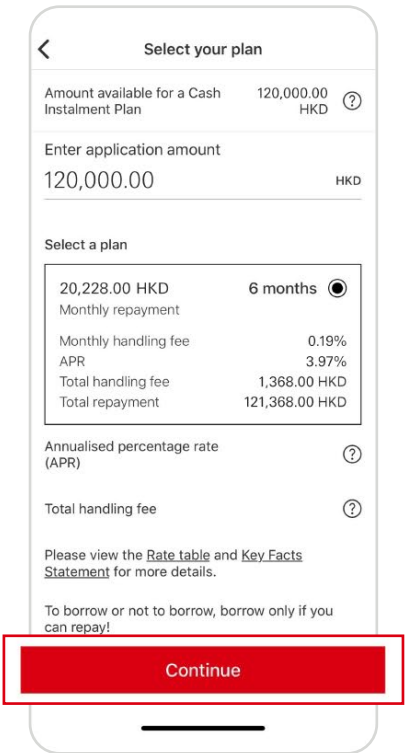 Select your plan
Amount available for a Cash 120,000.00
Instalment Plan HKD ?
Enter application amount
120,000.00 HKD
Select a plan
20,228.00 HKD 6 months
Monthly repayment
Monthly handling fee 0.19%
APR 3.97%
Total handling fee 1,368.00 HKD
Total repayment 121,368.00 HKD
Annualised percentage rate
(APR) ?
Total handling fee ?
Please view the Rate table and Key Facts
Statement for more details.
To borrow or not to borrow, borrow only if you
can repay!
Continue